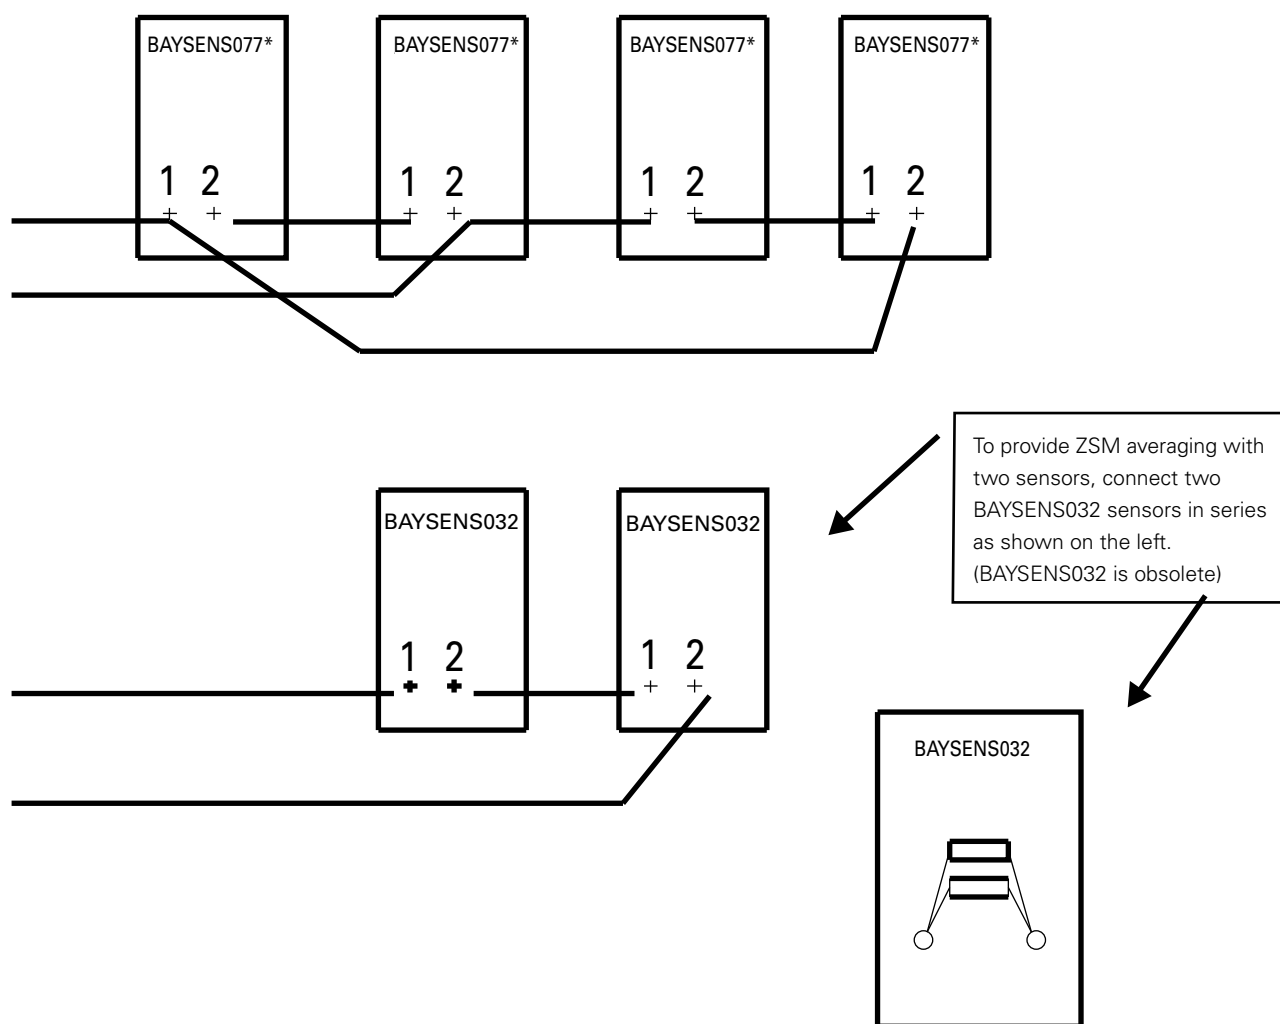 BAYSENS077* BAYSENS077* BAYSENS077* BAYSENS077*
1 2 1 2 1 2 1 2
To provide ZSM averaging with
two sensors, connect two
BAYSENS032 sensors in series
as shown on the left.
(BAYSENS032 is obsolete)
BAYSENS032 BAYSENS032
1 2 1 2
BAYSENS032